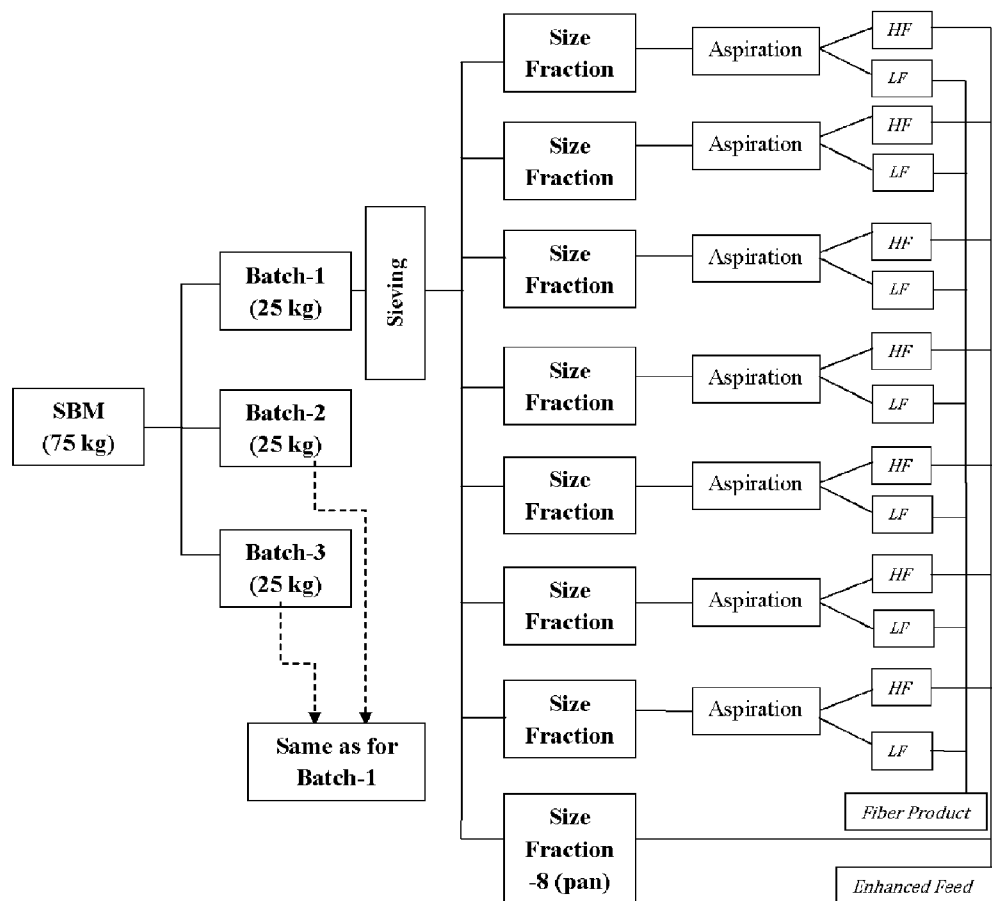 SBM
(75 kg)
Batch-1
(25 kg)
Batch-2
(25 kg)
Batch-3
(25 kg)
Same as for
Batch-1
Sieving
Size
Fraction
Aspiration
HF
LF
Size
Fraction
Aspiration
HF
LF
Size
Fraction
Aspiration
HF
LF
Size
Fraction
Aspiration
HF
LF
Size
Fraction
Aspiration
HF
LF
Size
Fraction
Aspiration
HF
LF
Size
Fraction
Aspiration
HF
LF
Size
Fraction
-8 (pan)
Fiber Product
Enhanced Feed